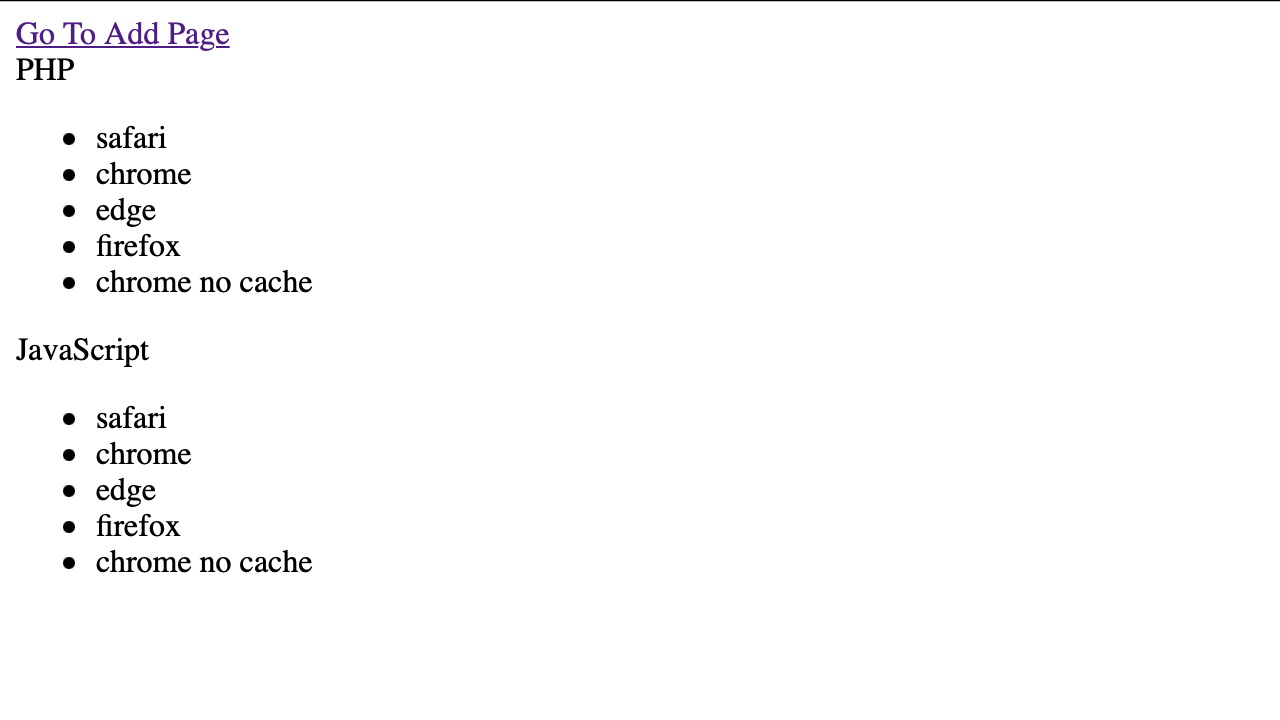 Go To Add Page
PHP
safari
chrome
edge
firefox
chrome no cache
JavaScript
safari
chrome
edge
firefox
chrome no cache